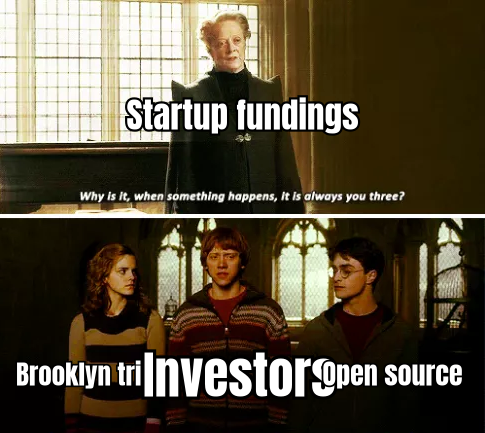 Startup fundings
Why is it, when something happens, it is always you three?
Brooklyn tri Investors Open source